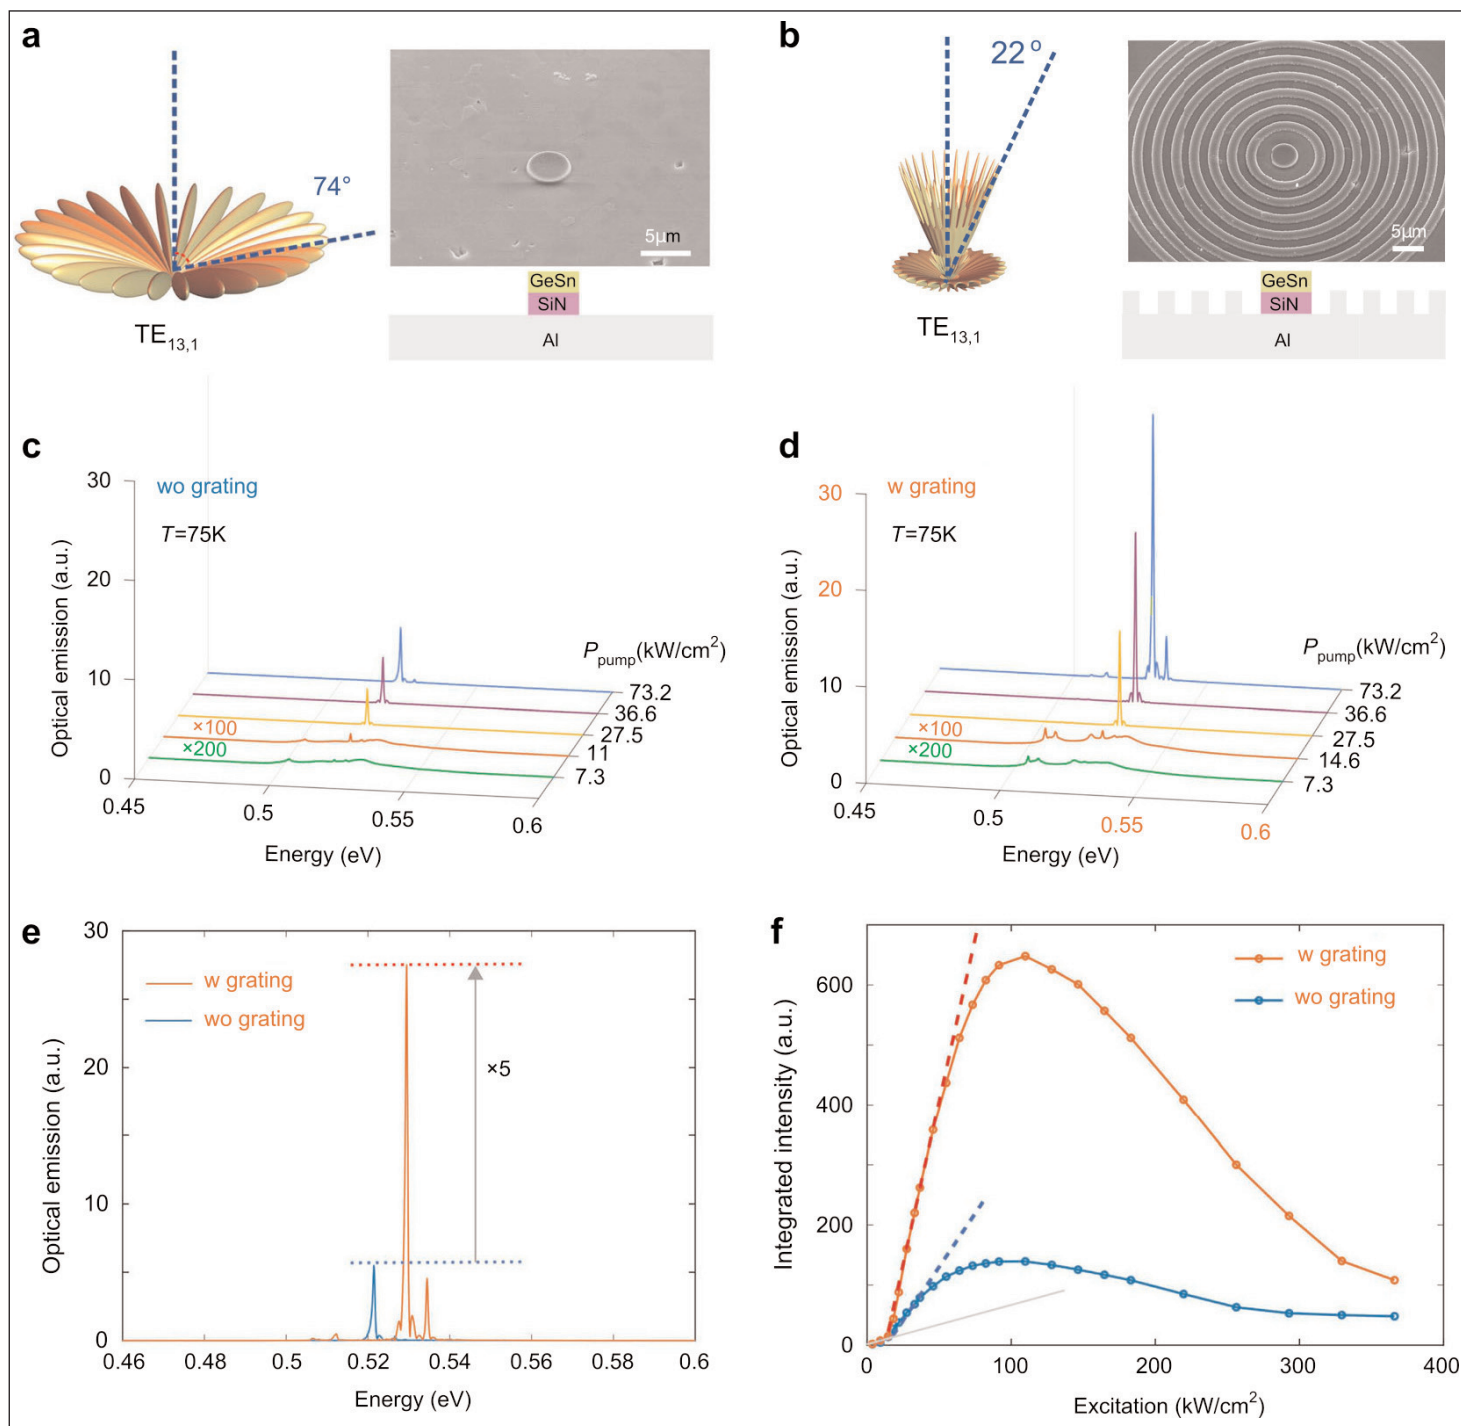 a
74°
TE13,1
5μm
GeSn
SiN
Al
b
22°
TE13,1
5μm
GeSn
SiN
Al
c
wo grating
T=75K
Optical emission (a.u.)
30
20
10
0
×100
×200
Ppump(kW/cm2)
73.2
36.6
27.5
11
7.3
0.45
0.5
0.55
0.6
Energy (eV)
d
w grating
T=75K
Optical emission (a.u.)
30
20
10
0
×100
×200
Ppump(kW/cm2)
73.2
36.6
27.5
14.6
7.3
0.45
0.5
0.55
0.6
Energy (eV)
e
w grating
wo grating
×5
Optical emission (a.u.)
30
20
10
0
0.46
0.48
0.5
0.52
0.54
0.56
0.58
0.6
Energy (eV)
f
w grating
wo grating
Integrated intensity (a.u.)
600
400
200
0
0
100
200
300
400
Excitation (kW/cm2)